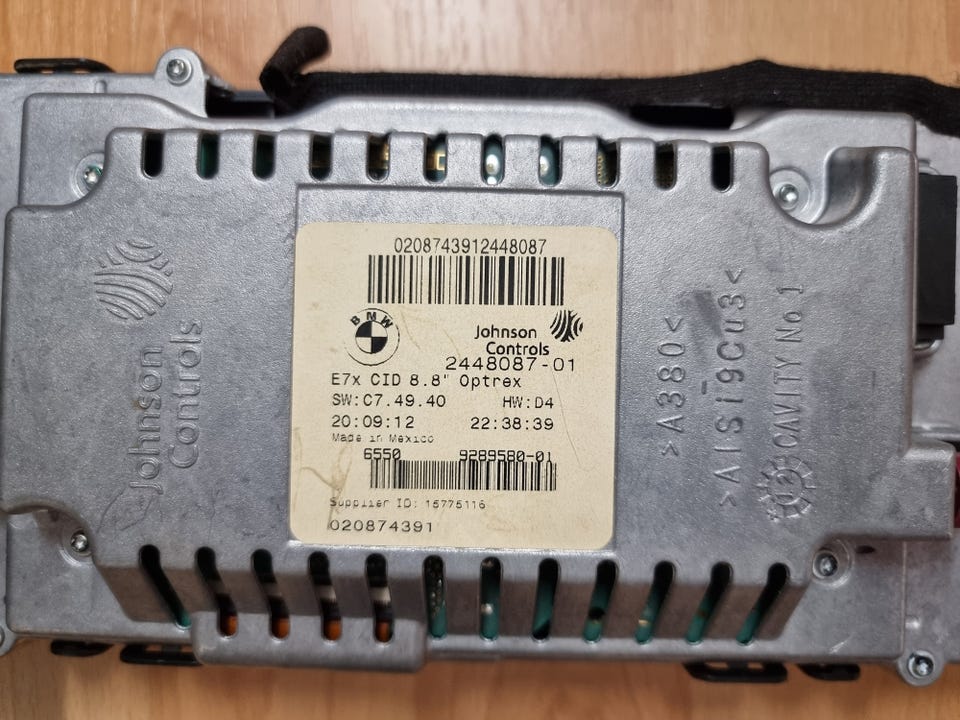 0208743912448087
BMW
Johnson
Controls
2448087-01
E7x CID 8.8" Optrex
SW:C7.49.40 HW:D4
20:09:12 22:38:39
Made in Mexico
6550 9289580-01
Supplier ID: 15775116
020874391
Johnson
Controls
>A380<
>AlSi9Cu3<
CAVITY No 1
12